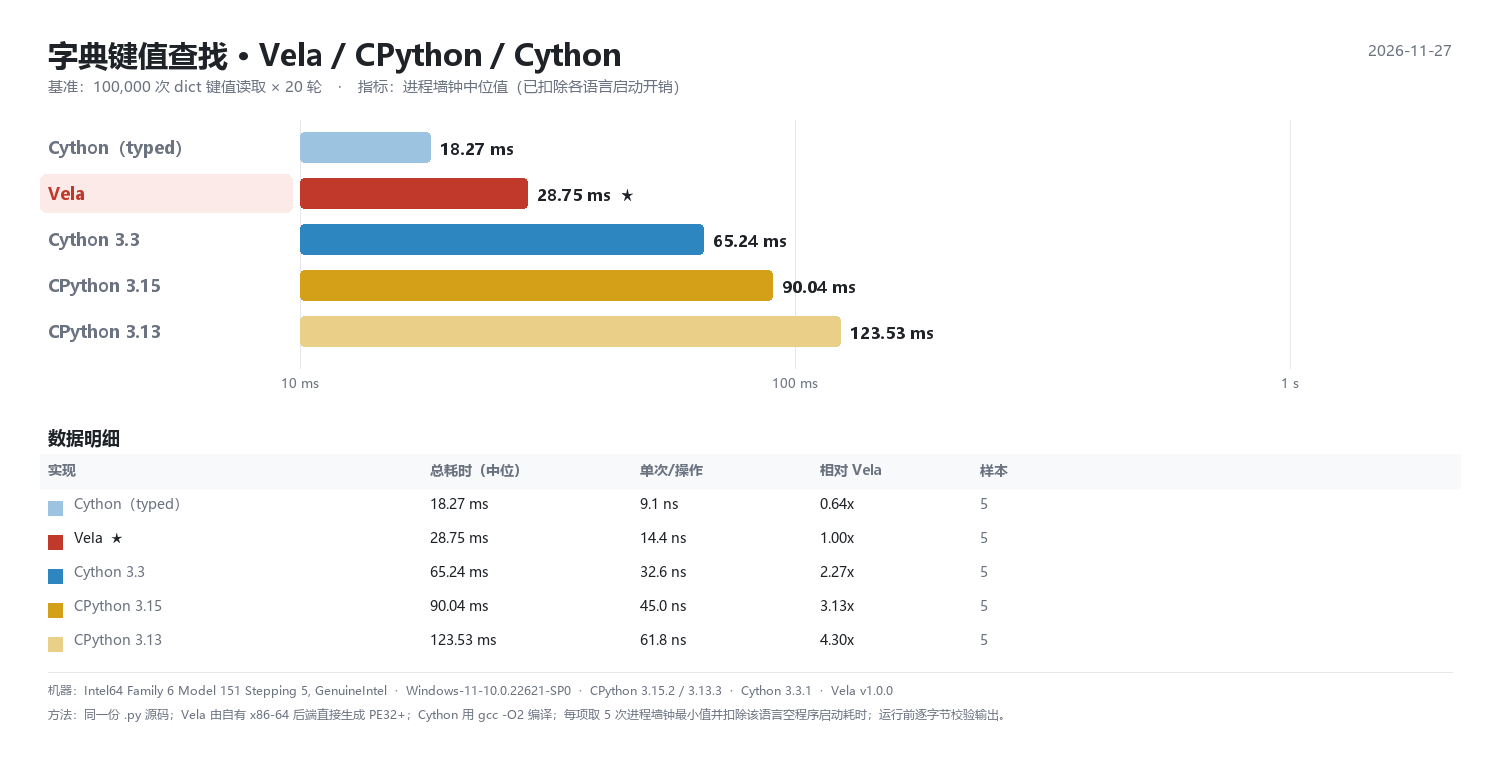 字典键值查找 • Vela / CPython / Cython
2026-11-27
基准：100,000 次 dict 键值读取 × 20 轮 · 指标：进程墙钟中位值（已扣除各语言启动开销）
Cython（typed）
18.27 ms
Vela
28.75 ms ★
Cython 3.3
65.24 ms
CPython 3.15
90.04 ms
CPython 3.13
123.53 ms
10 ms 100 ms 1 s
数据明细
实现 总耗时（中位） 单次/操作 相对 Vela 样本
Cython（typed） 18.27 ms 9.1 ns 0.64x 5
Vela ★ 28.75 ms 14.4 ns 1.00x 5
Cython 3.3 65.24 ms 32.6 ns 2.27x 5
CPython 3.15 90.04 ms 45.0 ns 3.13x 5
CPython 3.13 123.53 ms 61.8 ns 4.30x 5
机器：Intel64 Family 6 Model 151 Stepping 5, GenuineIntel · Windows-11-10.0.22621-SP0 · CPython 3.15.2 / 3.13.3 · Cython 3.3.1 · Vela v1.0.0
方法：同一份 .py 源码；Vela 由自有 x86-64 后端直接生成 PE32+；Cython 用 gcc -O2 编译；每项取 5 次进程墙钟最小值并扣除该语言空程序启动耗时；运行前逐字节校验输出。